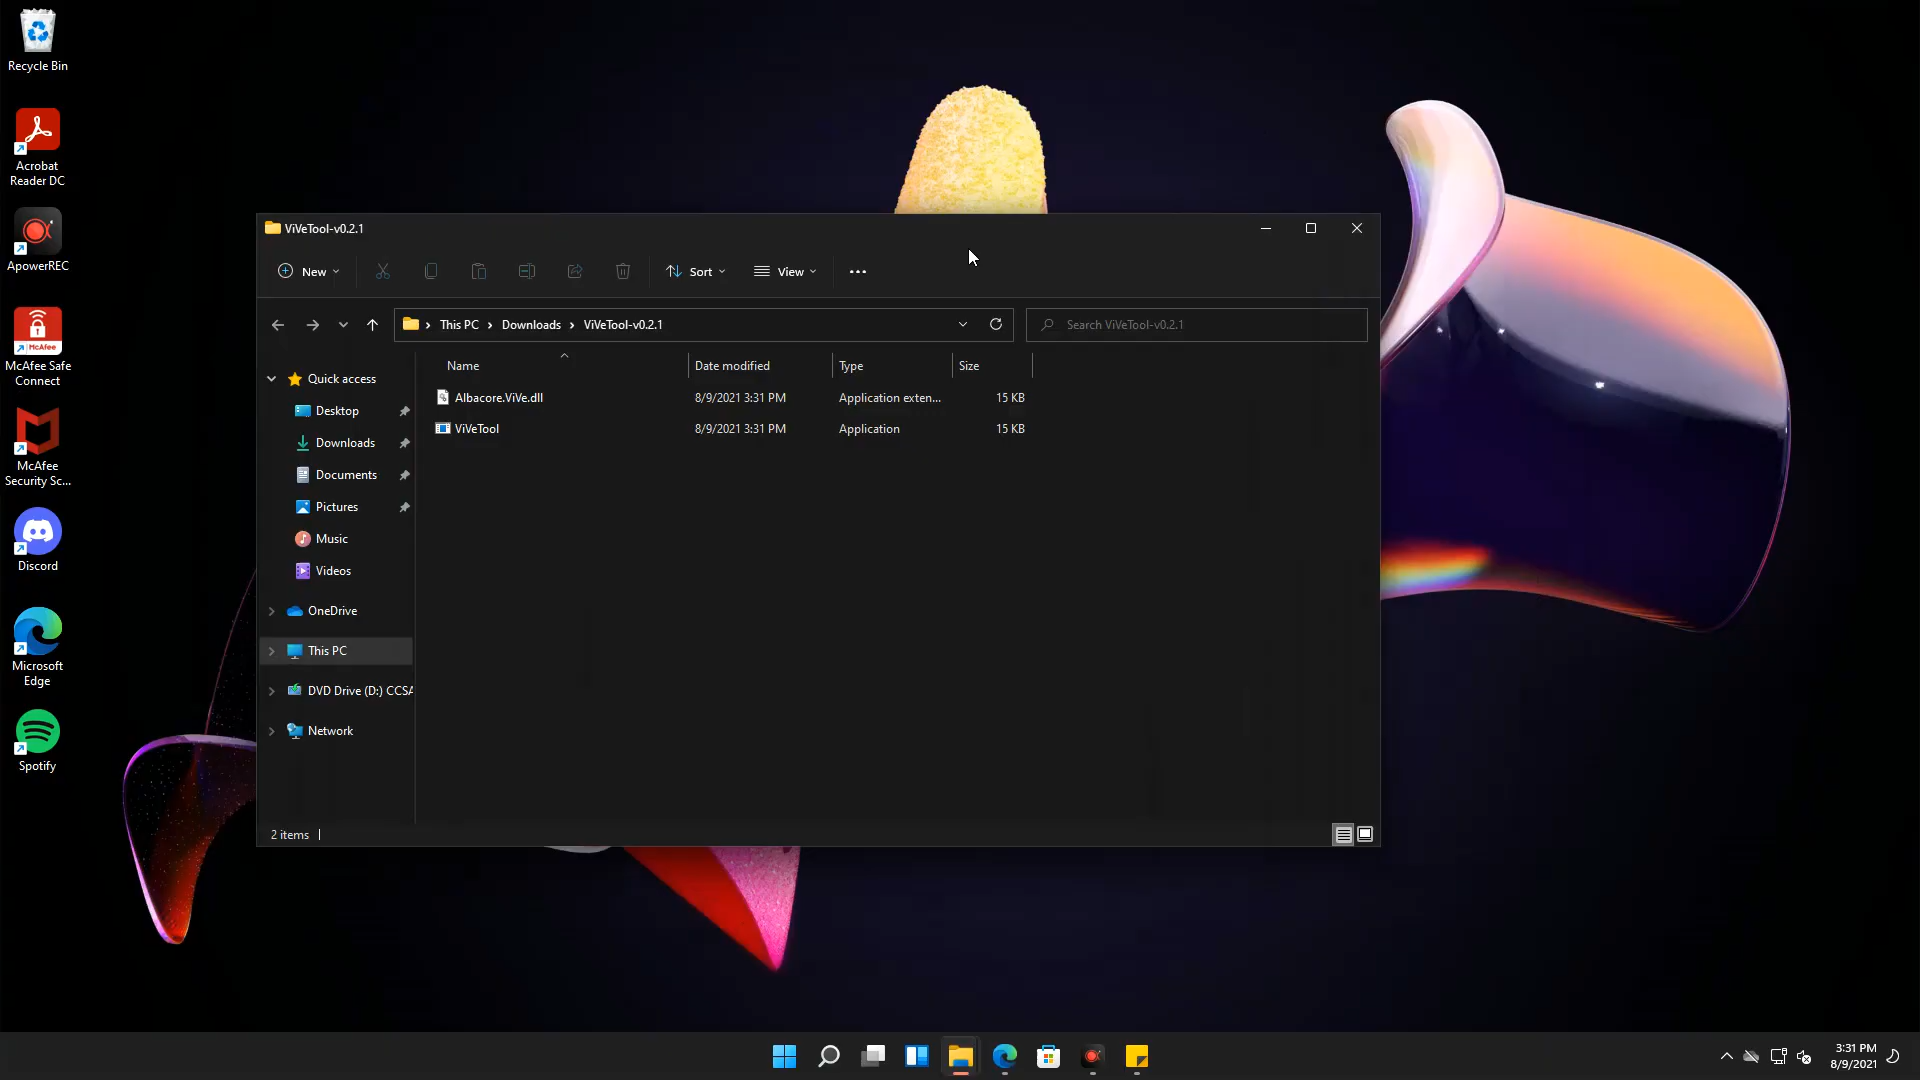 Recycle Bin
Acrobat
Reader DC
ApowerREC
McAfee
McAfee Safe
Connect
McAfee
Security Sc...
Discord
Microsoft
Edge
Spotify
ViVeTool-v0.2.1
New
Sort
View
This PC
Downloads
ViVeTool-v0.2.1
Search ViVeTool-v0.2.1
Quick access
Desktop
Downloads
Documents
Pictures
Music
Videos
OneDrive
This PC
DVD Drive (D:) CCSA
Network
Name Date modified Type Size
Albacore.ViVe.dll 8/9/2021 3:31 PM Application exten... 15 KB
ViVeTool 8/9/2021 3:31 PM Application 15 KB
2 items
3:31 PM
8/9/2021